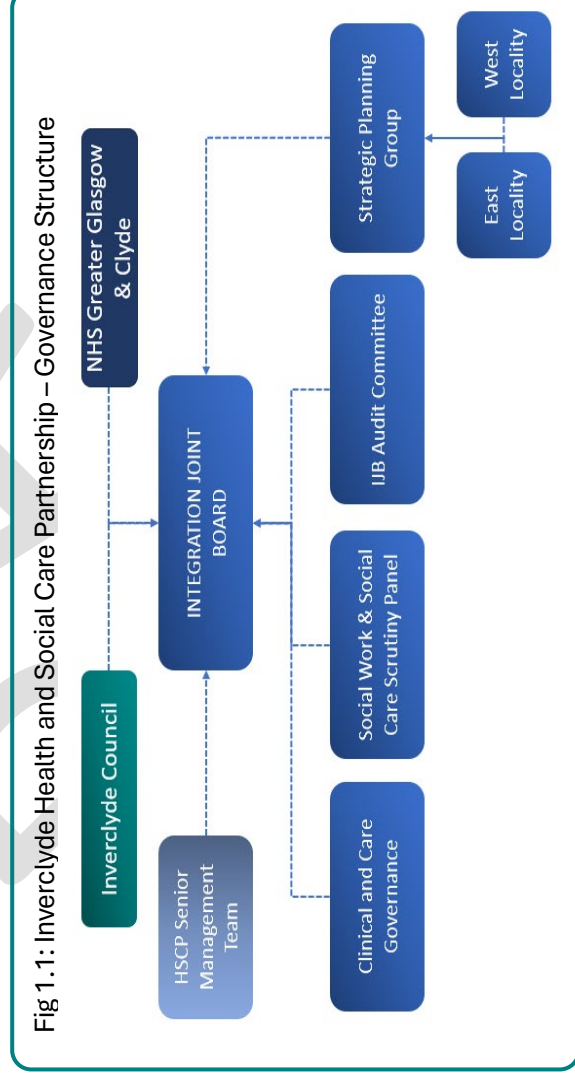 Fig 1.1: Inverclyde Health and Social Care Partnership – Governance Structure
Inverclyde Council
NHS Greater Glasgow
& Clyde
HSCP Senior
Management
Team
INTEGRATION JOINT
BOARD
Clinical and Care
Governance
Social Work & Social
Care Scrutiny Panel
IJB Audit Committee
Strategic Planning
Group
East
Locality
West
Locality